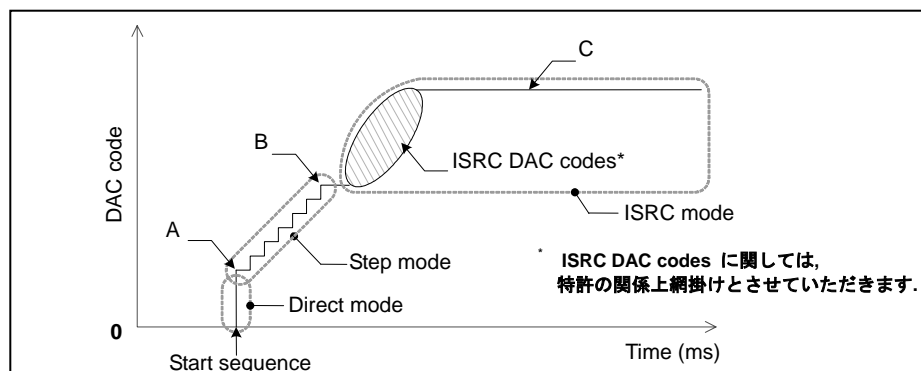 C
DAC code
B
ISRC DAC codes*
ISRC mode
A
Step mode
* ISRC DAC codes に関しては,
特許の関係上網掛けとさせていただきます.
Direct mode
0
Time (ms)
Start sequence